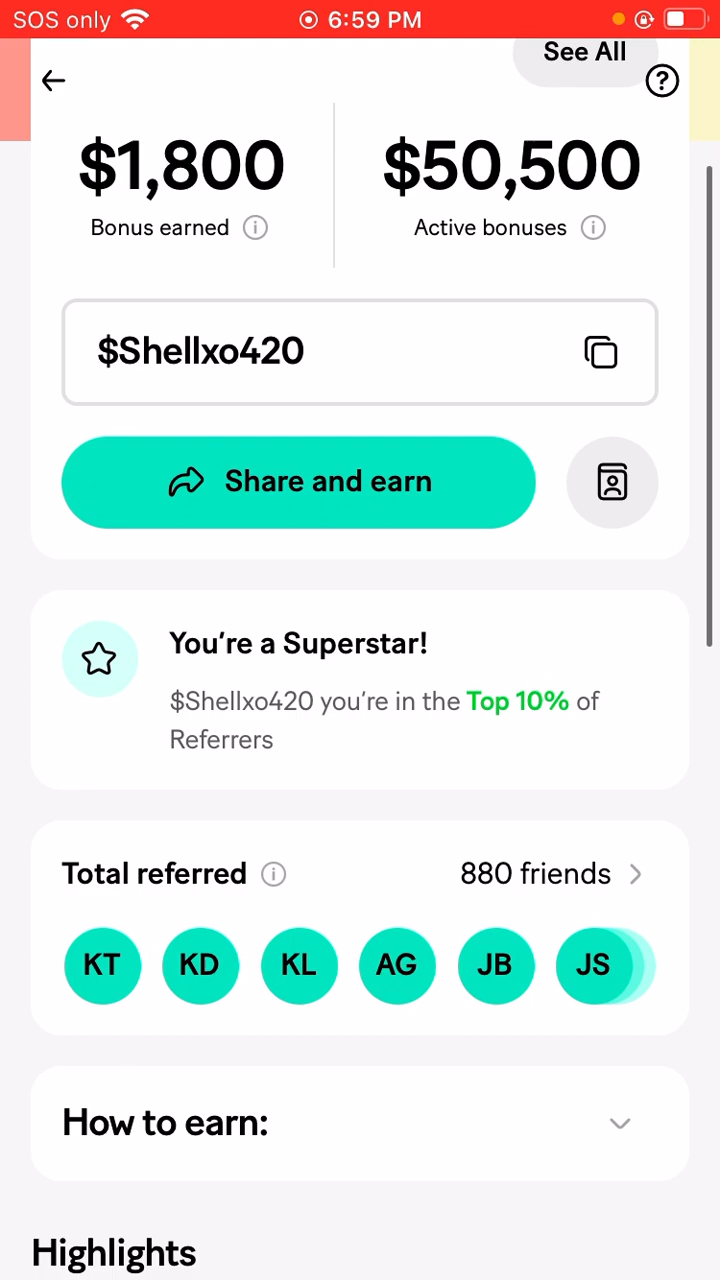 SOS only 6:59 PM
See All
$1,800 $50,500
Bonus earned Active bonuses
$Shellxo420
Share and earn
You're a Superstar!
$Shellxo420 you're in the Top 10% of
Referrers
Total referred 880 friends
KT KD KL AG JB JS
How to earn:
Highlights